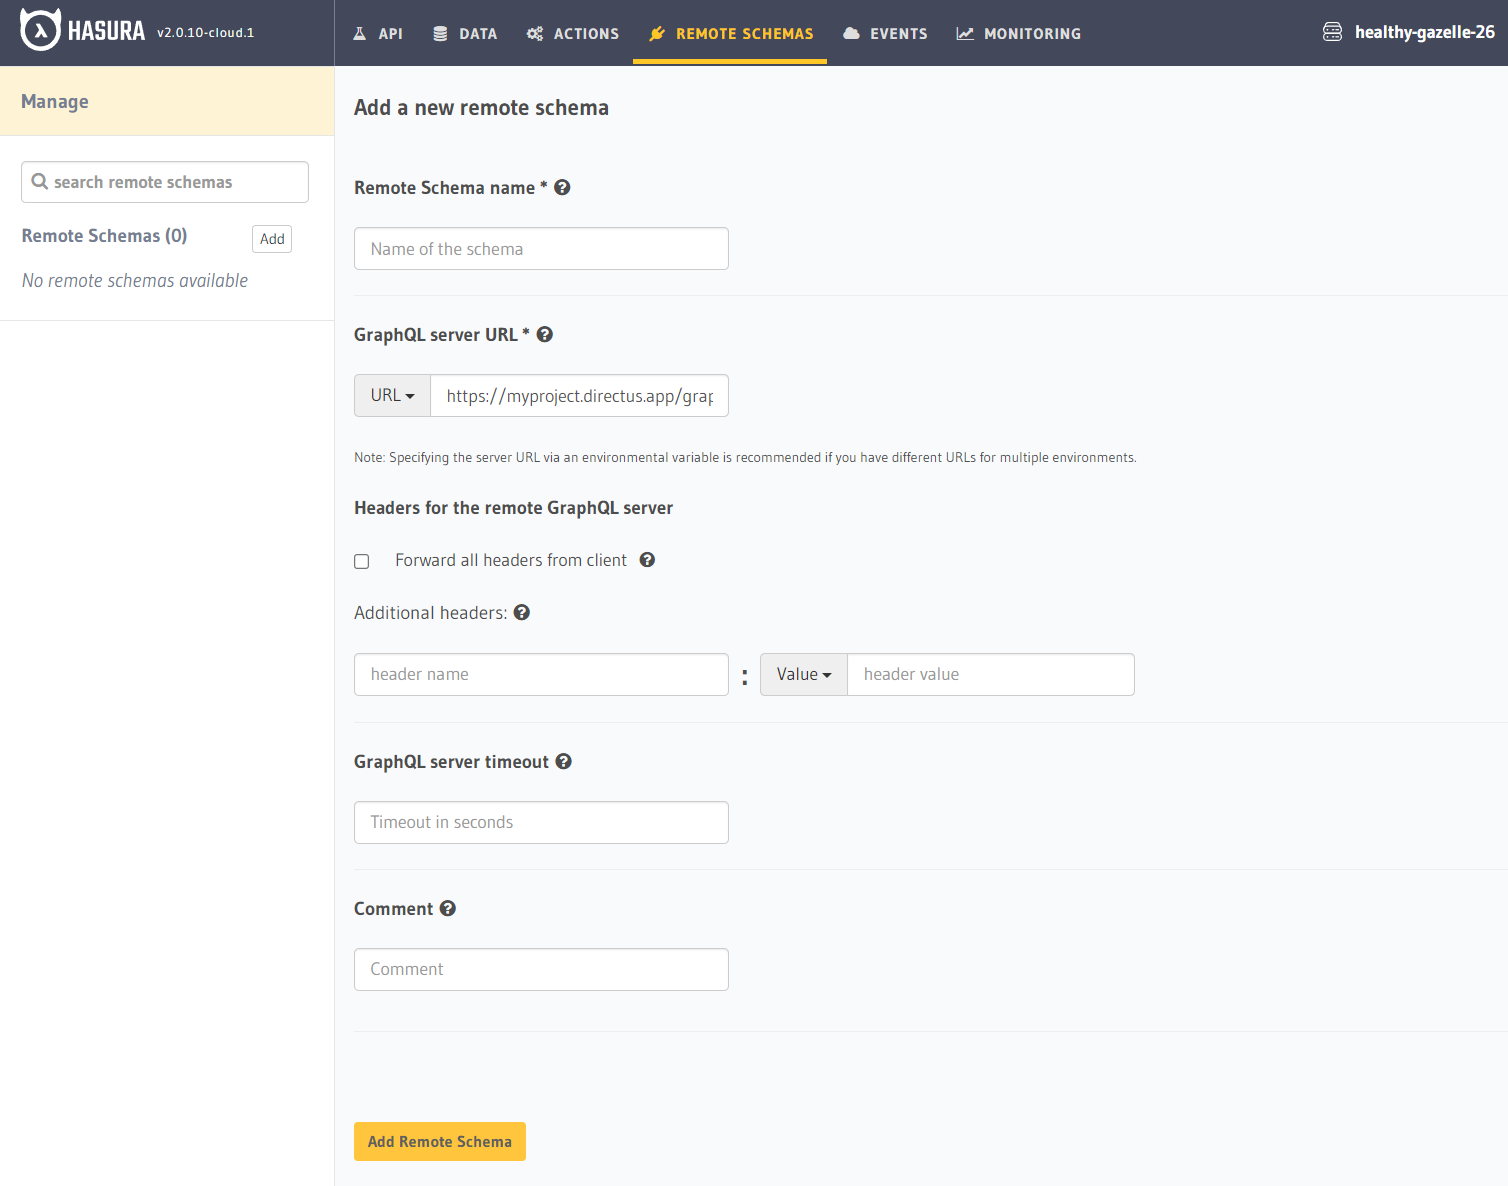 HASURA v2.0.10-cloud.1 API DATA ACTIONS REMOTE SCHEMAS EVENTS MONITORING healthy-gazelle-26
Manage
search remote schemas
Remote Schemas (0) Add
No remote schemas available
Add a new remote schema
Remote Schema name *
Name of the schema
GraphQL server URL *
URL https://myproject.directus.app/grap
Note: Specifying the server URL via an environmental variable is recommended if you have different URLs for multiple environments.
Headers for the remote GraphQL server
Forward all headers from client
Additional headers:
header name : Value header value
GraphQL server timeout
Timeout in seconds
Comment
Comment
Add Remote Schema